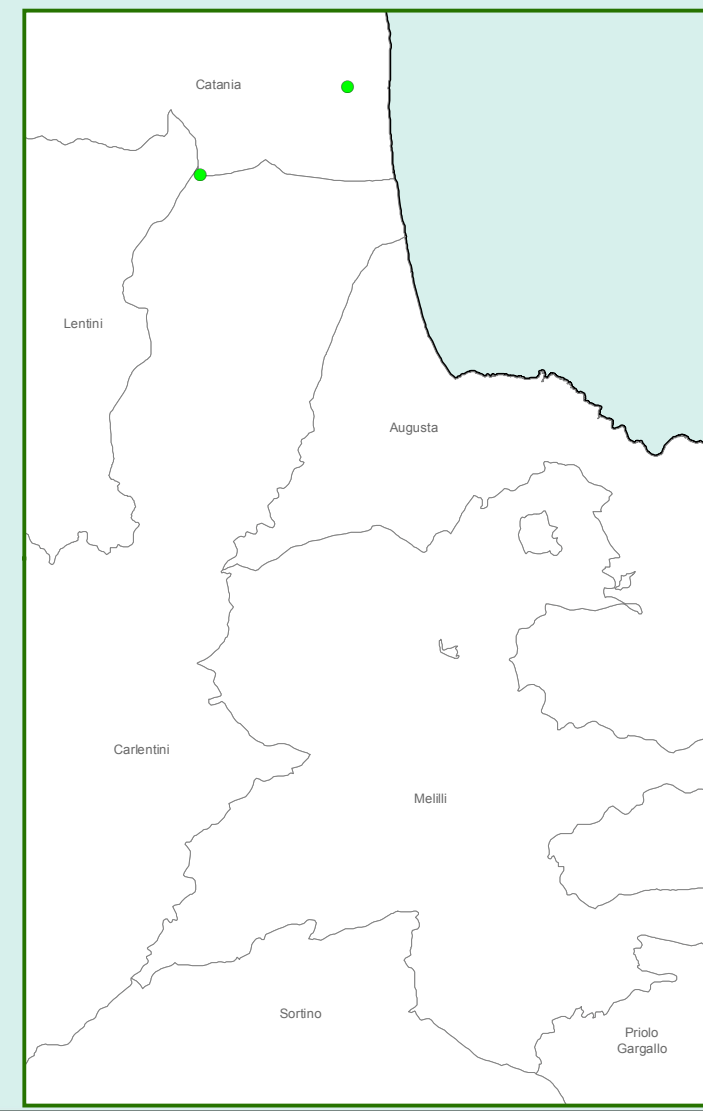 Catania
Lentini
Augusta
Carlentini
Melilli
Sortino
Priolo
Gargallo